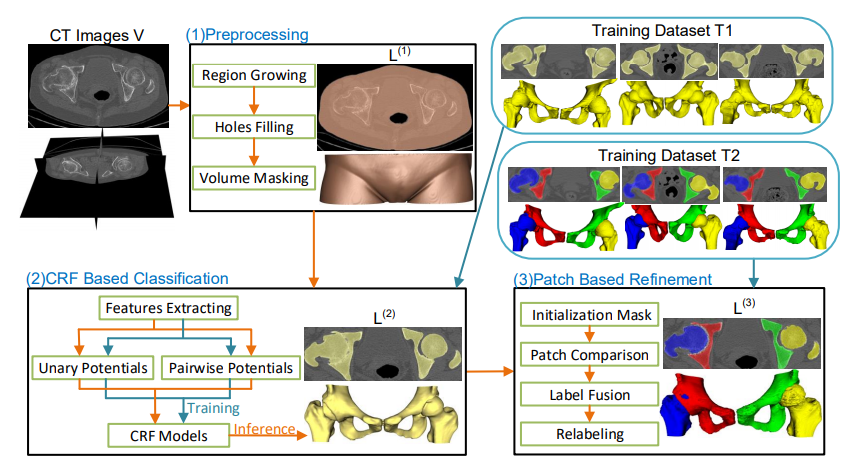 CT Images V
(1)Preprocessing
Region Growing
Holes Filling
Volume Masking
L(1)
Training Dataset T1
Training Dataset T2
(2)CRF Based Classification
Features Extracting
Unary Potentials
Pairwise Potentials
Training
CRF Models
Inference
L(2)
(3)Patch Based Refinement
Initialization Mask
Patch Comparison
Label Fusion
Relabeling
L(3)